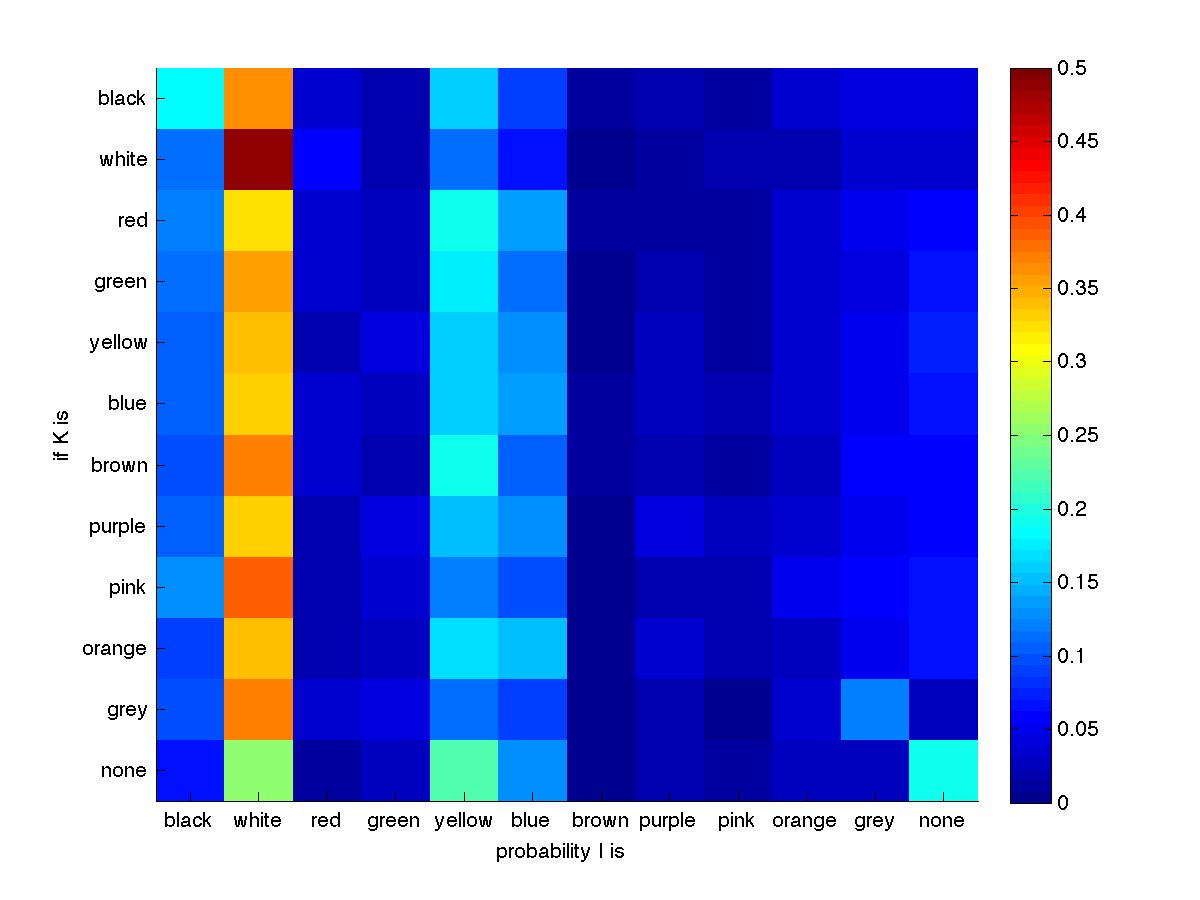 if K is
black
white
red
green
yellow
blue
brown
purple
pink
orange
grey
none
black white red green yellow blue brown purple pink orange grey none
probability I is
0.5
0.45
0.4
0.35
0.3
0.25
0.2
0.15
0.1
0.05
0